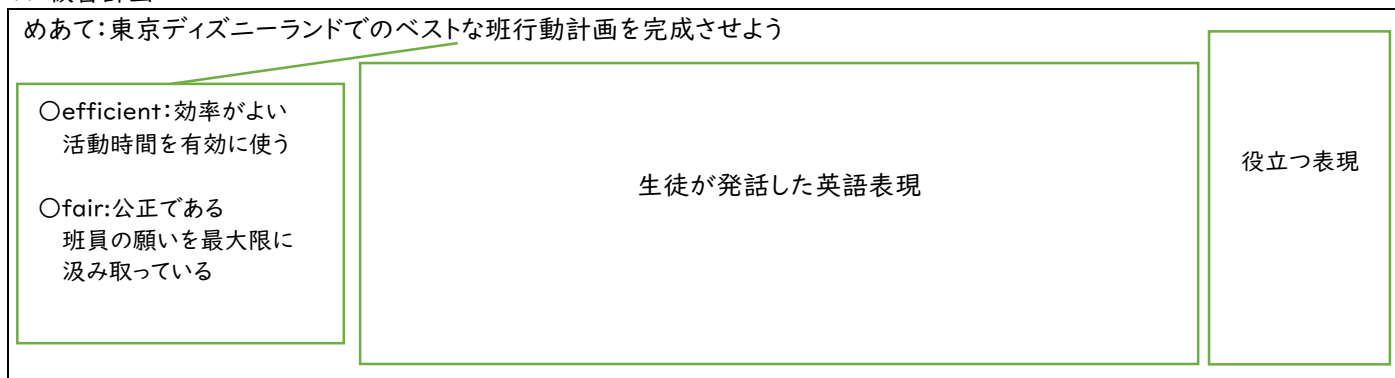 めあて:東京ディズニーランドでのベストな班行動計画を完成させよう
○efficient:効率がよい
活動時間を有効に使う
○fair:公正である
班員の願いを最大限に
汲み取っている
生徒が発話した英語表現
役立つ表現